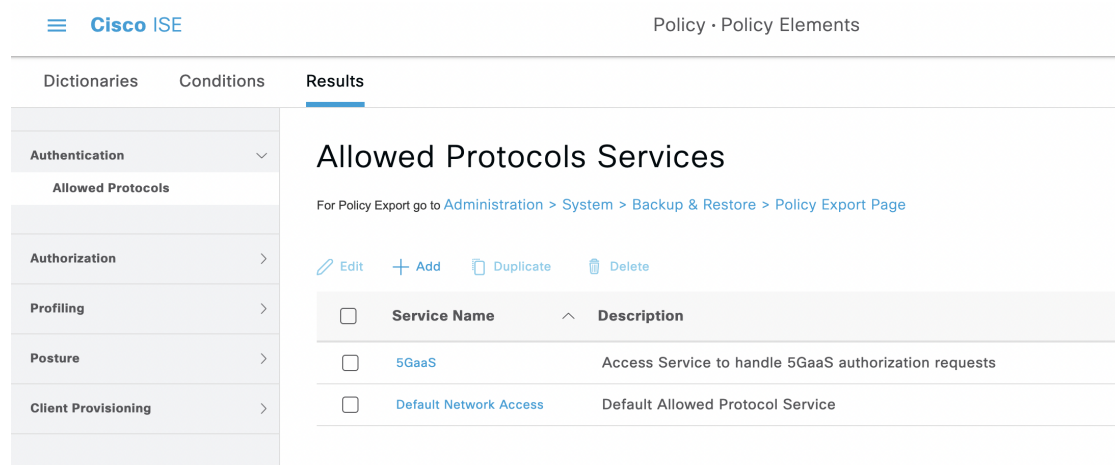 Cisco ISE
Policy · Policy Elements
Dictionaries Conditions Results
Authentication
Allowed Protocols
Authorization
Profiling
Posture
Client Provisioning
Allowed Protocols Services
For Policy Export go to Administration > System > Backup & Restore > Policy Export Page
Edit Add Duplicate Delete
Service Name Description
5GaaS Access Service to handle 5GaaS authorization requests
Default Network Access Default Allowed Protocol Service